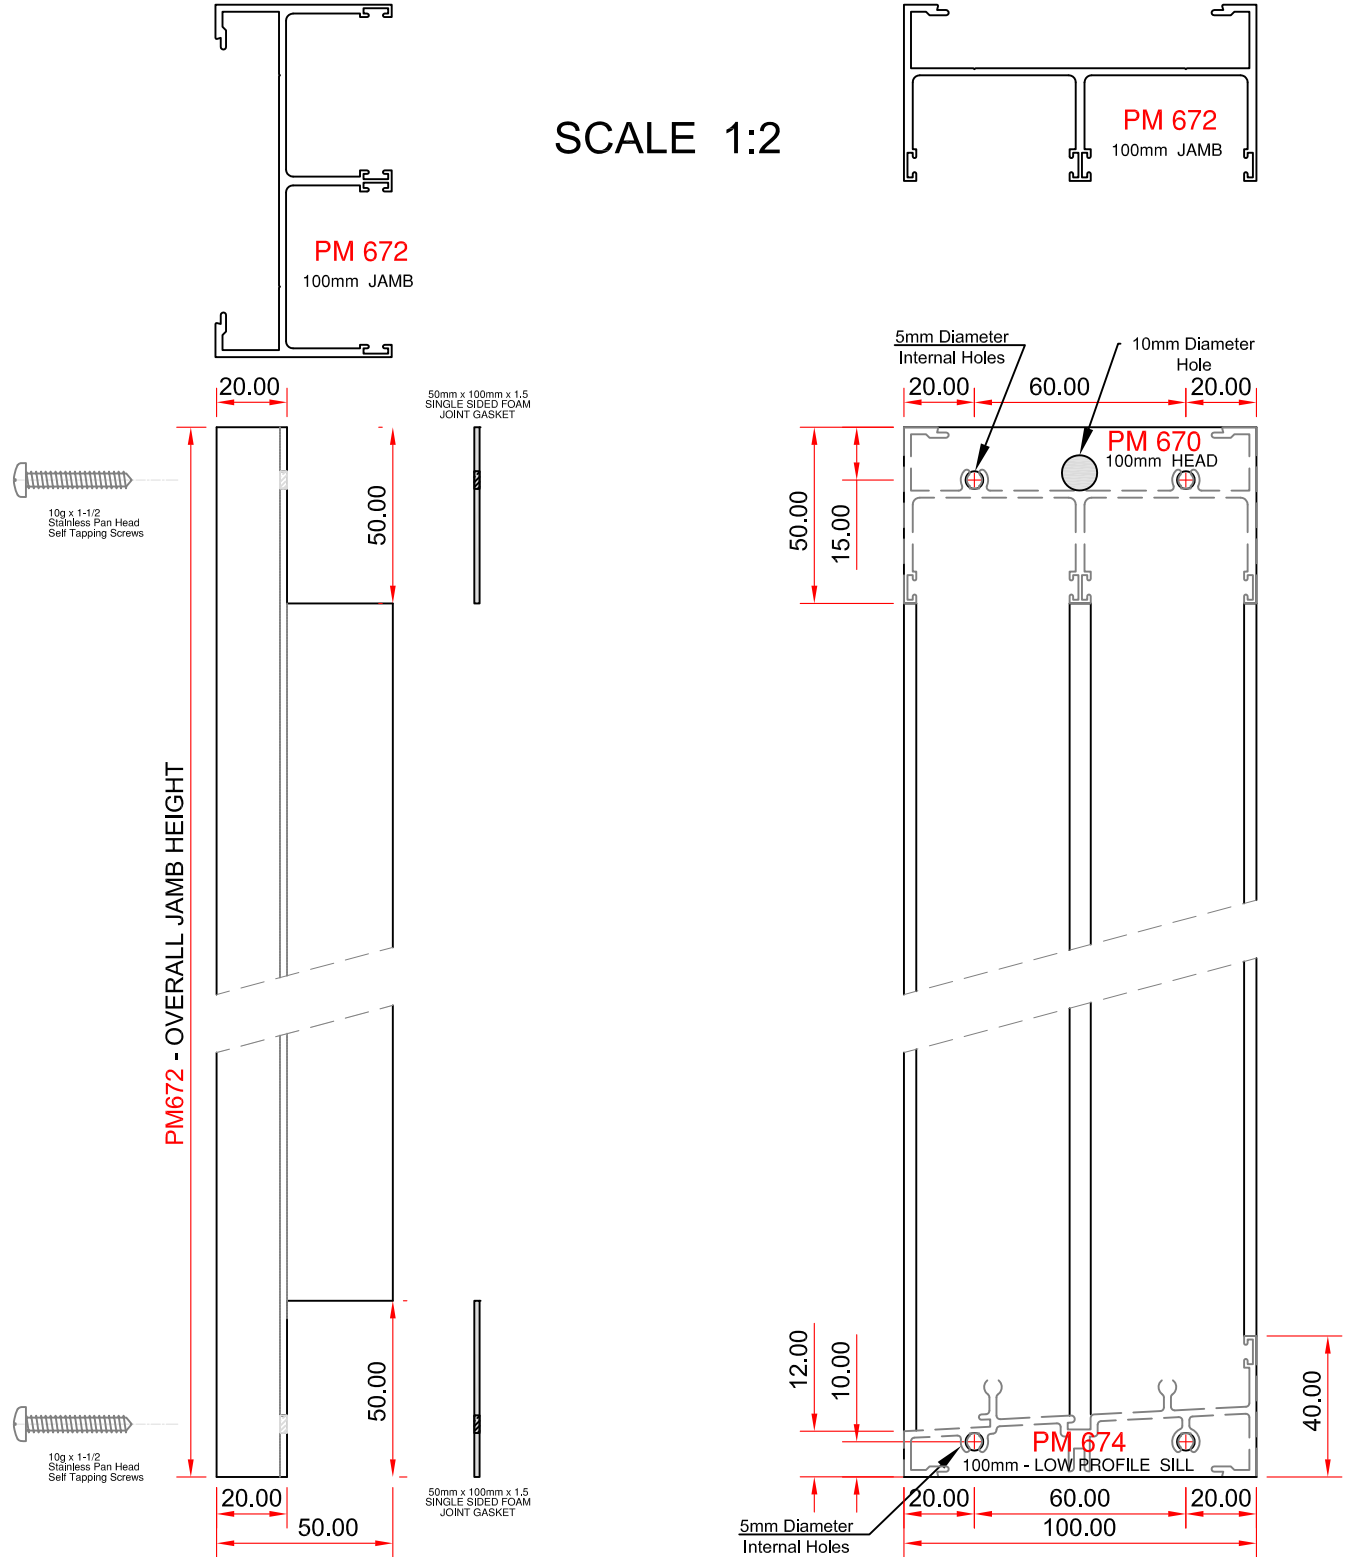 SCALE 1:2
PM 672
100mm JAMB
PM 672
100mm JAMB
5mm Diameter
Internal Holes
10mm Diameter
Hole
20.00
50mm x 100mm x 1.5
SINGLE SIDED FOAM
JOINT GASKET
20.00
60.00
20.00
PM 670
100mm HEAD
10g x 1-1/2
Stainless Pan Head
Self Tapping Screws
50.00
50.00
15.00
PM672 - OVERALL JAMB HEIGHT
12.00
10.00
50.00
40.00
PM 674
100mm - LOW PROFILE SILL
10g x 1-1/2
Stainless Pan Head
Self Tapping Screws
20.00
50.00
50mm x 100mm x 1.5
SINGLE SIDED FOAM
JOINT GASKET
20.00
60.00
20.00
100.00
5mm Diameter
Internal Holes